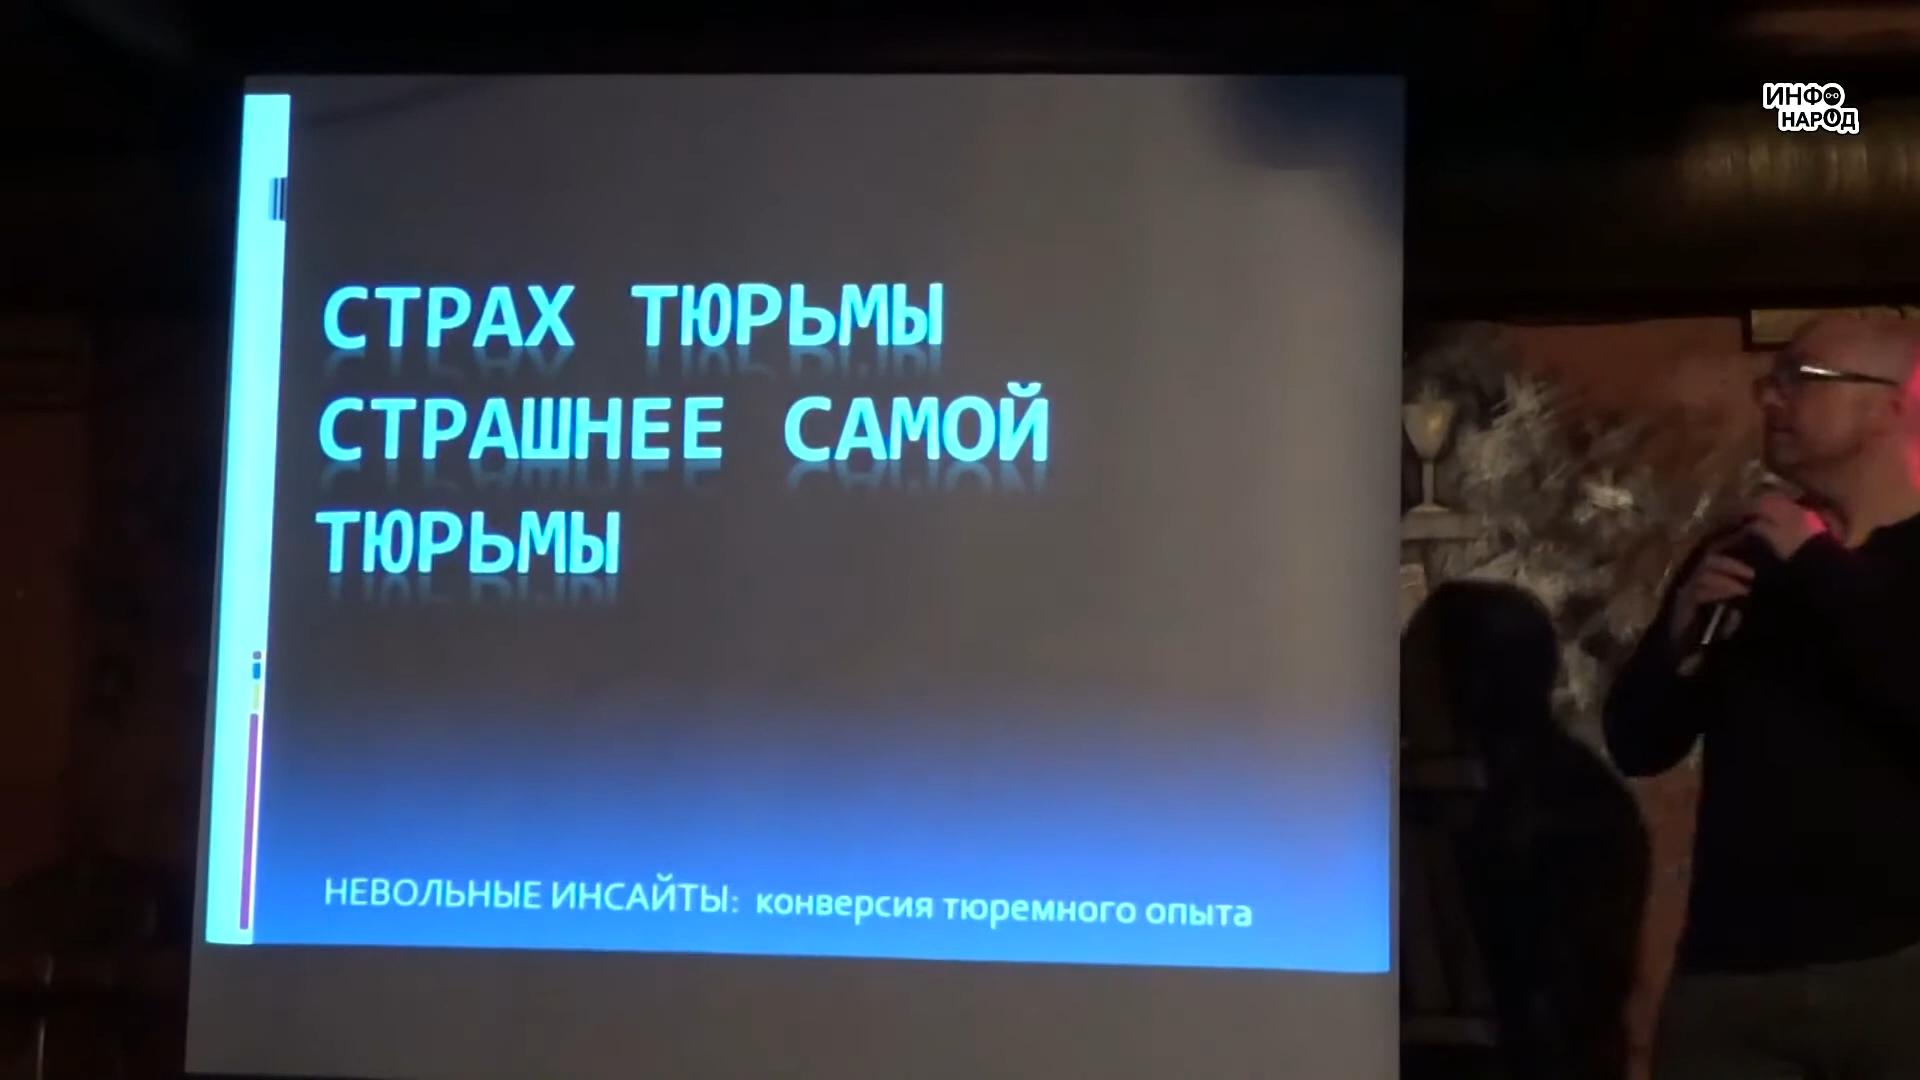 ИНФО
НАРОД
СТРАХ ТЮРЬМЫ
СТРАШНЕЕ САМОЙ
ТЮРЬМЫ
НЕВОЛЬНЫЕ ИНСАЙТЫ: конверсия тюремного опыта